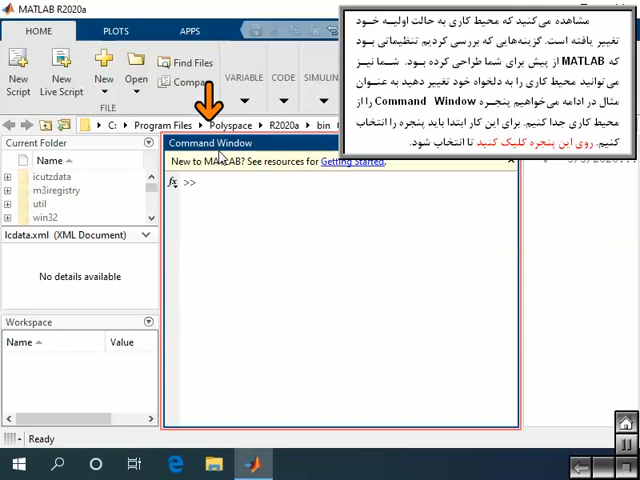 MATLAB R2020a
HOME
PLOTS
APPS
New Script
New Live Script
New
Open
Find Files
Compa
FILE
VARIABLE
CODE
SIMULIN
C: Program Files Polyspace R2020a bin
Current Folder
Name
icutzdata
m3iregistry
util
win32
lcdata.xml (XML Document)
No details available
Workspace
Name Value
Command Window
New to MATLAB? See resources for Getting Started.
fx >>
Ready
مشاهده می‌کنید که محیط کاری به حالت اولیه خود
تغییر یافته است. گزینه‌هایی که بررسی کردیم تنظیماتی بود
که MATLAB از پیش برای شما طراحی کرده بود. شما نیز
می‌توانید محیط کاری را به دلخواه خود تغییر دهید به عنوان
مثال در ادامه می‌خواهیم پنجره Command Window را از
محیط کاری جدا کنیم. برای این کار ابتدا باید پنجره را انتخاب
کنیم. روی این پنجره کلیک کنید تا انتخاب شود.